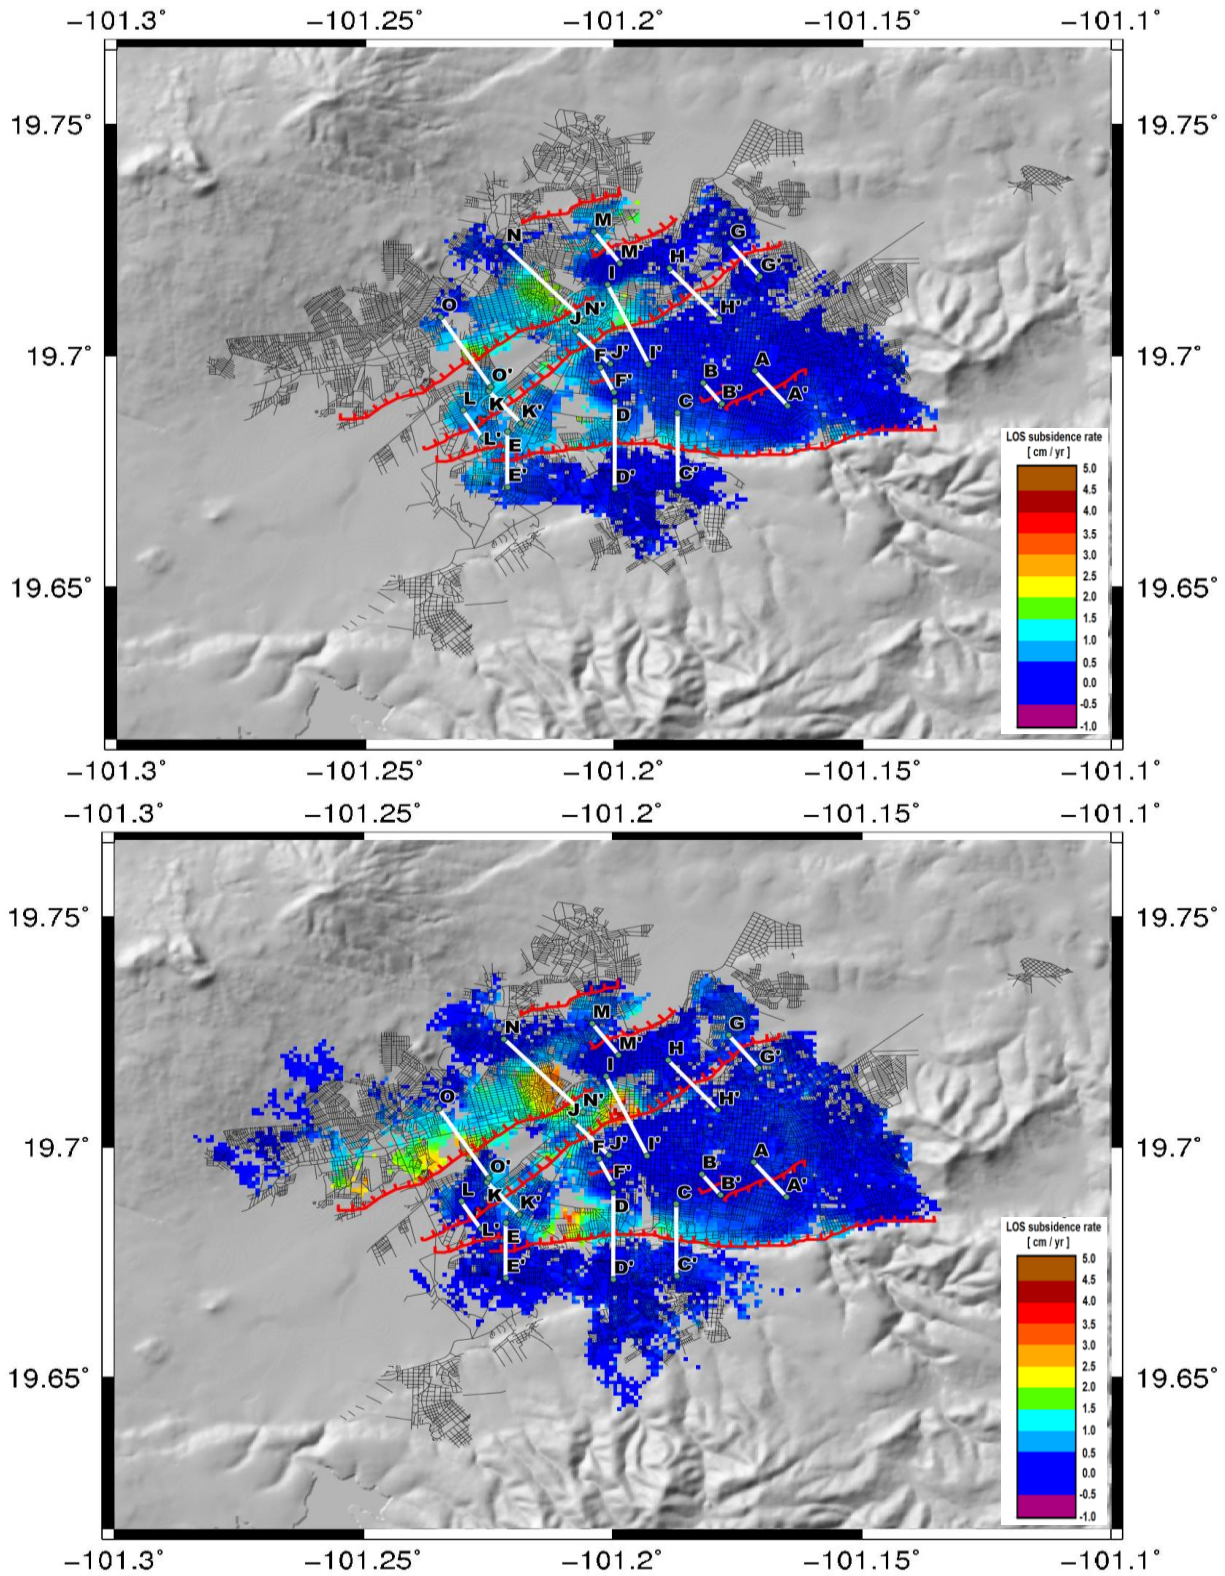 -101.3° -101.25° -101.2° -101.15° -101.1°
19.75° 19.75°
M
N
G
M'
H
G'
I
O
H'
N'
J
19.7° 19.7°
F J' I'
A
O' F'
B
B' A'
L K K' D C
L' E
E' D' C'
LOS subsidence rate
[ cm / yr ]
5.0
4.5
4.0
3.5
3.0
2.5
2.0
1.5
1.0
0.5
0.0
-0.5
-1.0
19.65° 19.65°
-101.3° -101.25° -101.2° -101.15° -101.1°
-101.3° -101.25° -101.2° -101.15° -101.1°
19.75° 19.75°
M
N
G
M'
H
G'
I
O
H'
N'
J
19.7° 19.7°
F J' I'
A
O' F'
B
B' A'
L K K' D C
L' E
E' D' C'
LOS subsidence rate
[ cm / yr ]
5.0
4.5
4.0
3.5
3.0
2.5
2.0
1.5
1.0
0.5
0.0
-0.5
-1.0
19.65° 19.65°
-101.3° -101.25° -101.2° -101.15° -101.1°